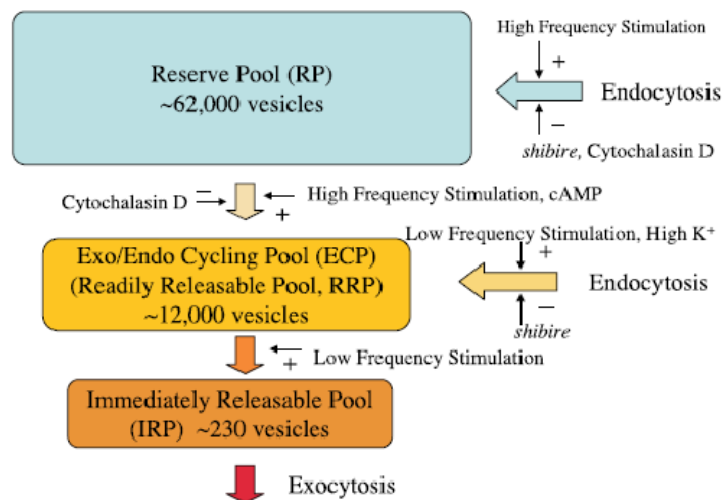 High Frequency Stimulation
+
Reserve Pool (RP)
~62,000 vesicles
Endocytosis
−
shibire, Cytochalasin D
Cytochalasin D
−
+
High Frequency Stimulation, cAMP
Low Frequency Stimulation, High K⁺
+
Exo/Endo Cycling Pool (ECP)
(Readily Releasable Pool, RRP)
~12,000 vesicles
Endocytosis
−
shibire
+
Low Frequency Stimulation
Immediately Releasable Pool
(IRP) ~230 vesicles
Exocytosis